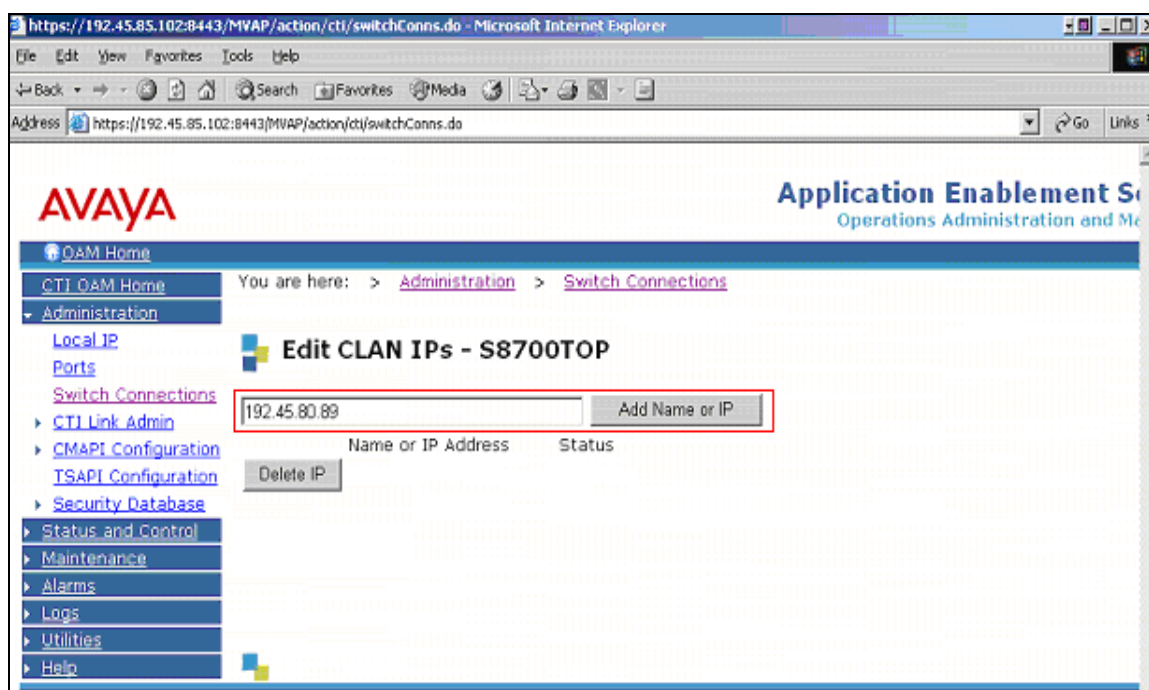 https://192.45.85.102:8443/MVAP/action/cti/switchConns.do - Microsoft Internet Explorer
File Edit View Favorites Tools Help
Back Search Favorites Media
Address https://192.45.85.102:8443/MVAP/action/cti/switchConns.do Go Links
AVAYA
Application Enablement Se
Operations Administration and Ma
OAM Home
CTI OAM Home
You are here: > Administration > Switch Connections
Administration
Local IP
Edit CLAN IPs - S8700TOP
Ports
Switch Connections
192.45.80.89 Add Name or IP
CTI Link Admin
CMAPI Configuration
Name or IP Address Status
TSAPI Configuration
Delete IP
Security Database
Status and Control
Maintenance
Alarms
Logs
Utilities
Help